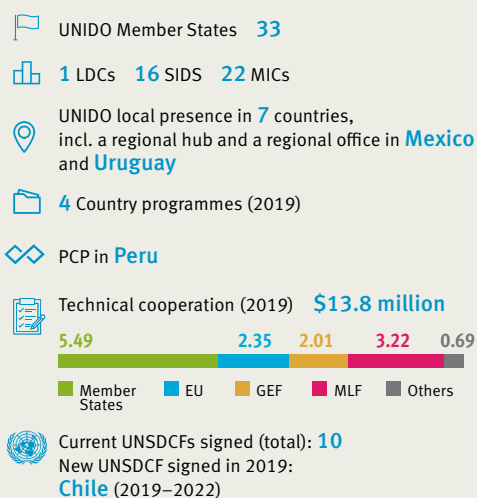 UNIDO Member States 33
1 LDCs 16 SIDS 22 MICs
UNIDO local presence in 7 countries,
incl. a regional hub and a regional office in Mexico
and Uruguay
4 Country programmes (2019)
PCP in Peru
Technical cooperation (2019) $13.8 million
5.49 2.35 2.01 3.22 0.69
Member States EU GEF MLF Others
Current UNSDCFs signed (total): 10
New UNSDCF signed in 2019:
Chile (2019–2022)